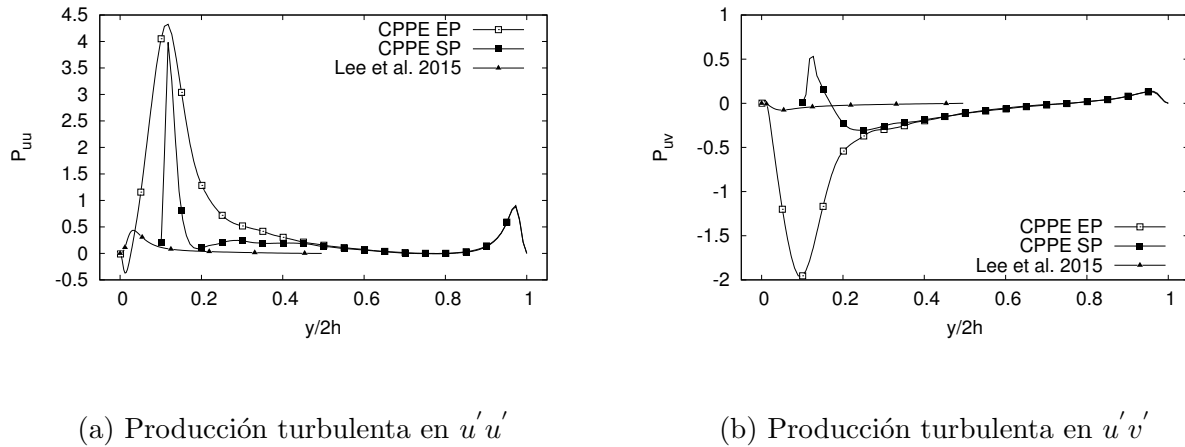 4.5
4
3.5
3
2.5
2
1.5
1
0.5
0
-0.5
P_uu
0 0.2 0.4 0.6 0.8 1
y/2h
CPPE EP
CPPE SP
Lee et al. 2015
1
0.5
0
-0.5
-1
-1.5
-2
P_uv
0 0.2 0.4 0.6 0.8 1
y/2h
CPPE EP
CPPE SP
Lee et al. 2015
(a) Producción turbulenta en u'u'
(b) Producción turbulenta en u'v'